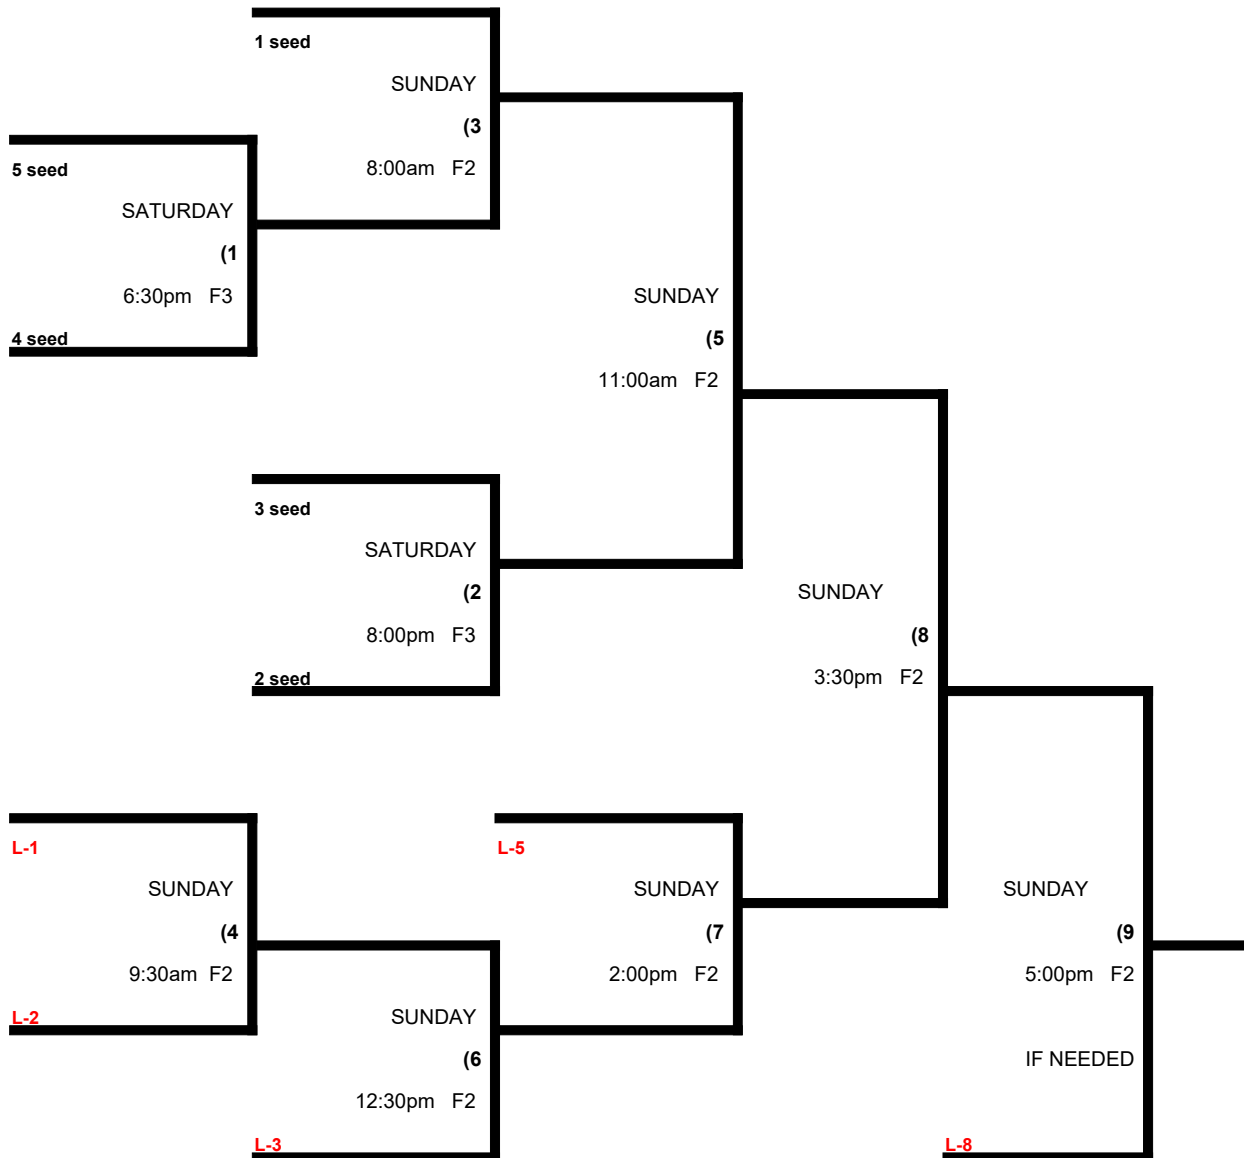 1 seed
SUNDAY
(3
8:00am F2
5 seed
SATURDAY
(1
6:30pm F3
4 seed
SUNDAY
(5
11:00am F2
3 seed
SATURDAY
(2
8:00pm F3
2 seed
SUNDAY
(8
3:30pm F2
L-1
SUNDAY
(4
9:30am F2
L-2
L-5
SUNDAY
(7
2:00pm F2
SUNDAY
(6
12:30pm F2
L-3
SUNDAY
(9
5:00pm F2
IF NEEDED
L-8